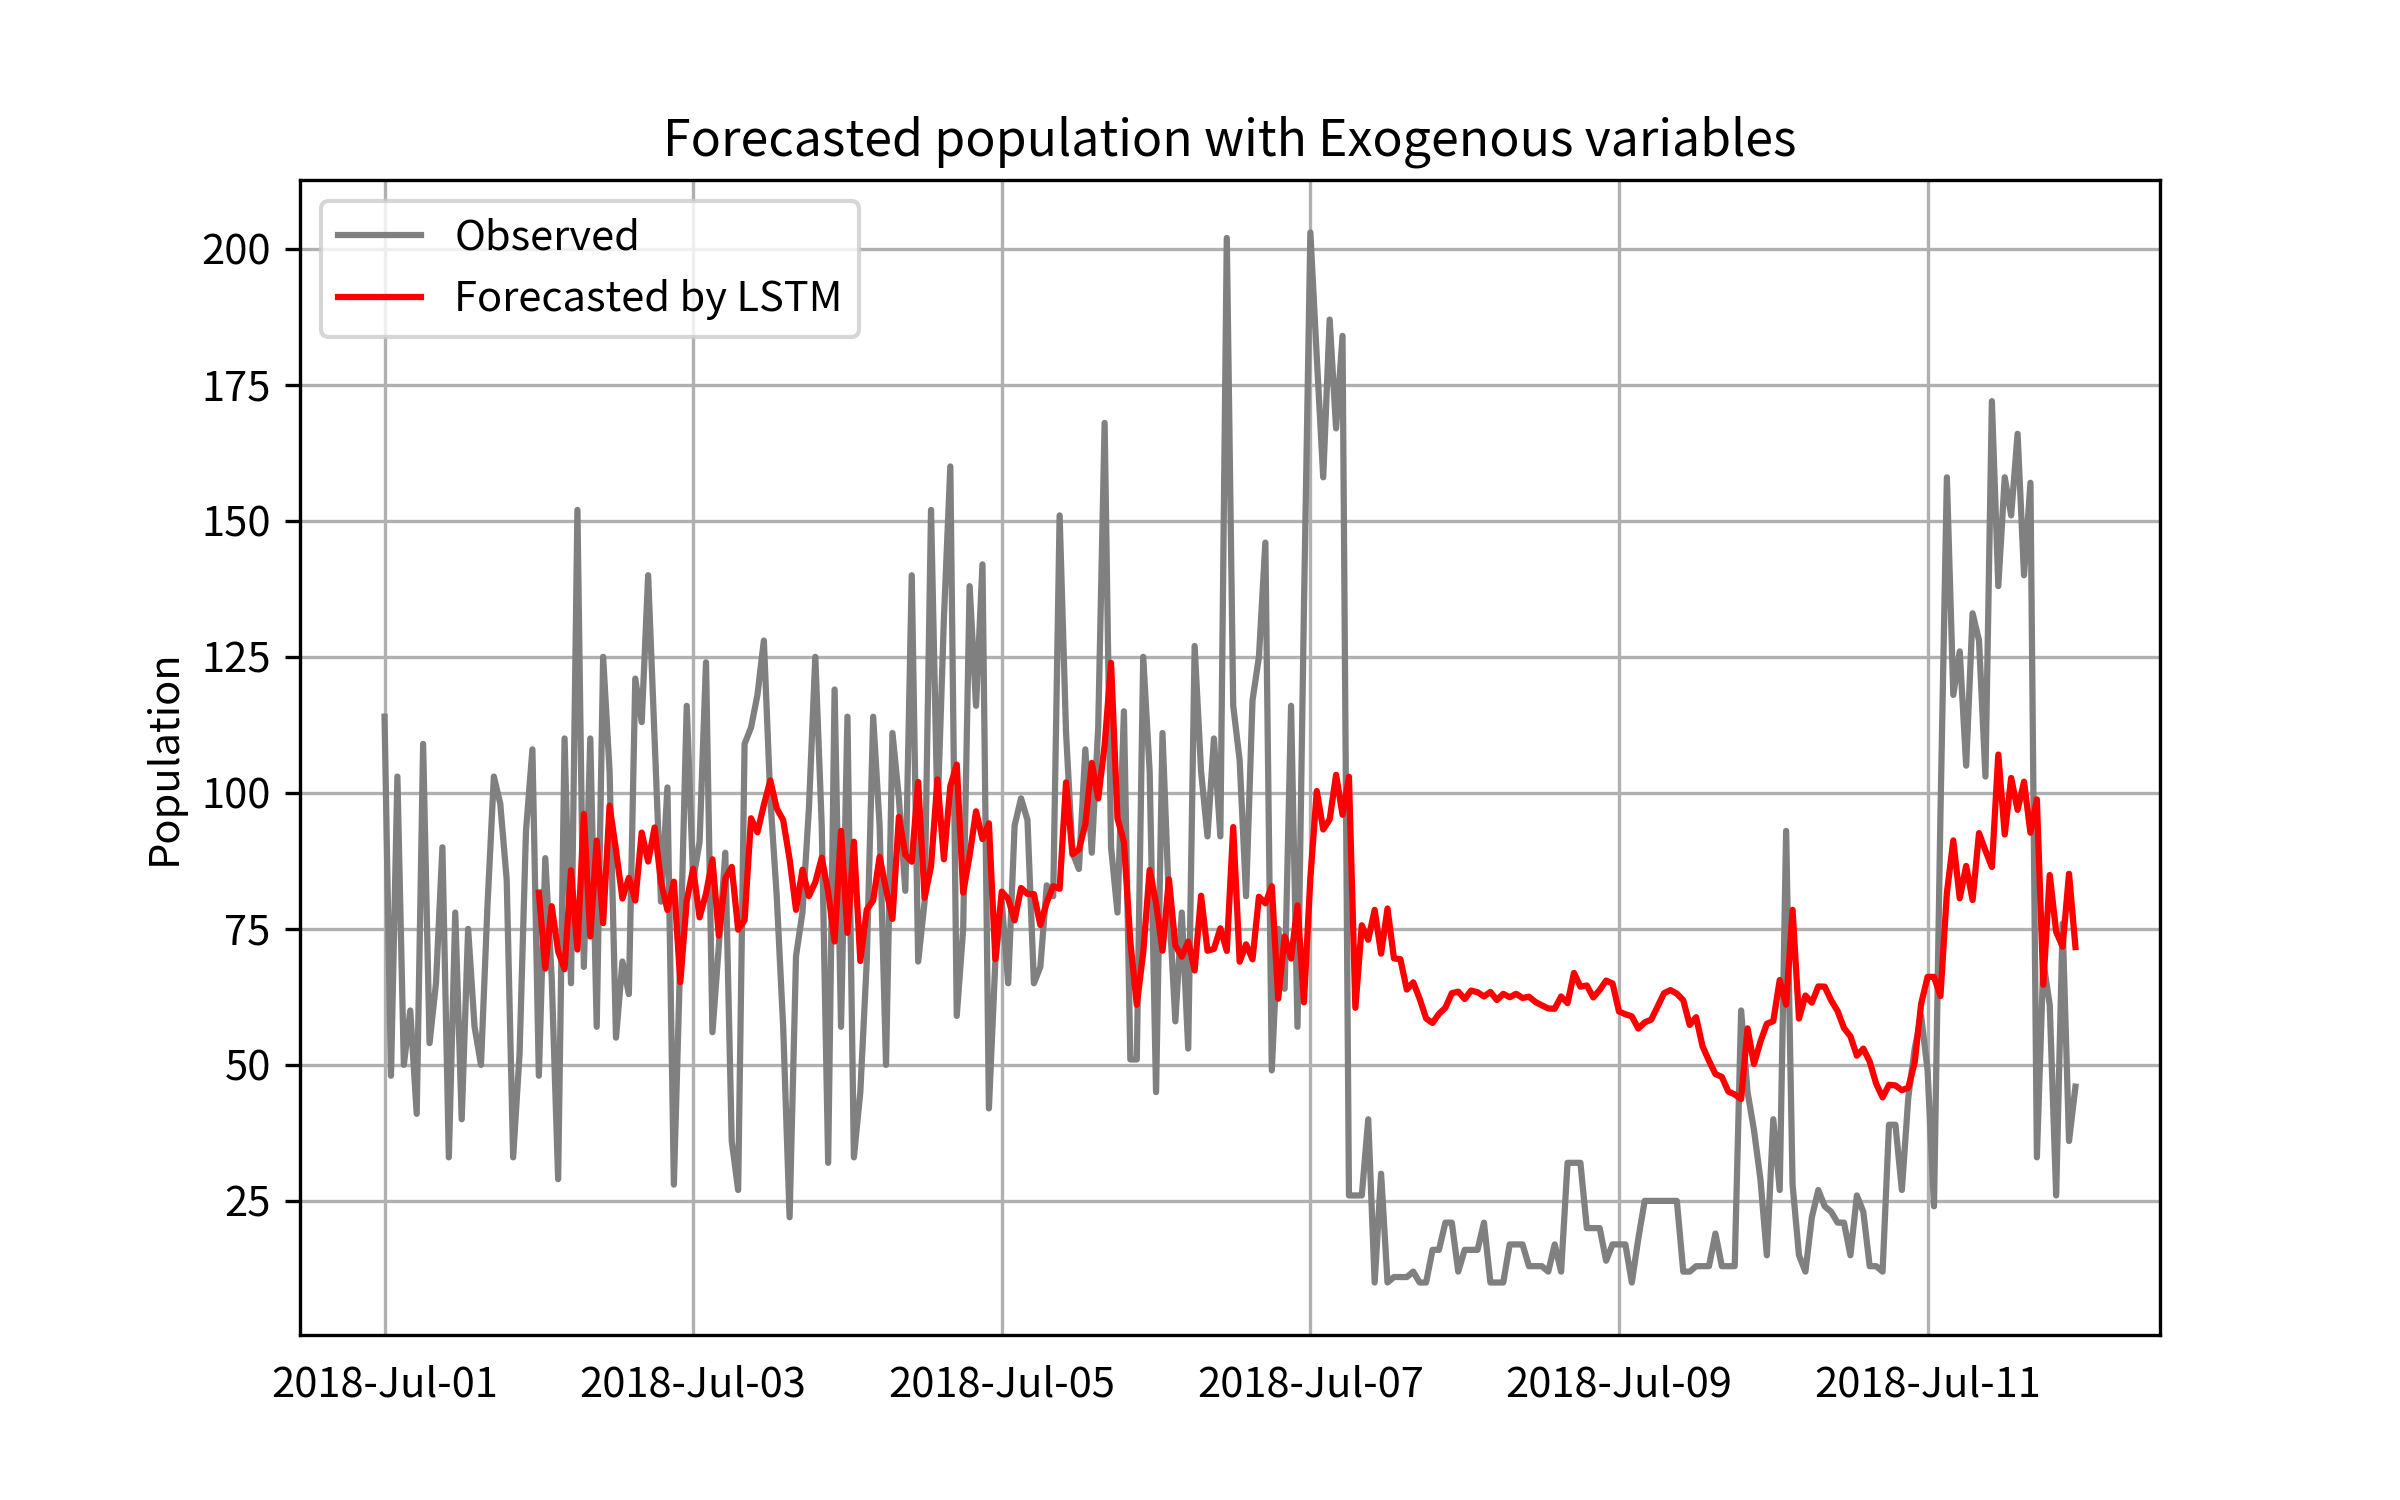 Forecasted population with Exogenous variables
Observed
Forecasted by LSTM
Population
200
175
150
125
100
75
50
25
2018-Jul-01
2018-Jul-03
2018-Jul-05
2018-Jul-07
2018-Jul-09
2018-Jul-11